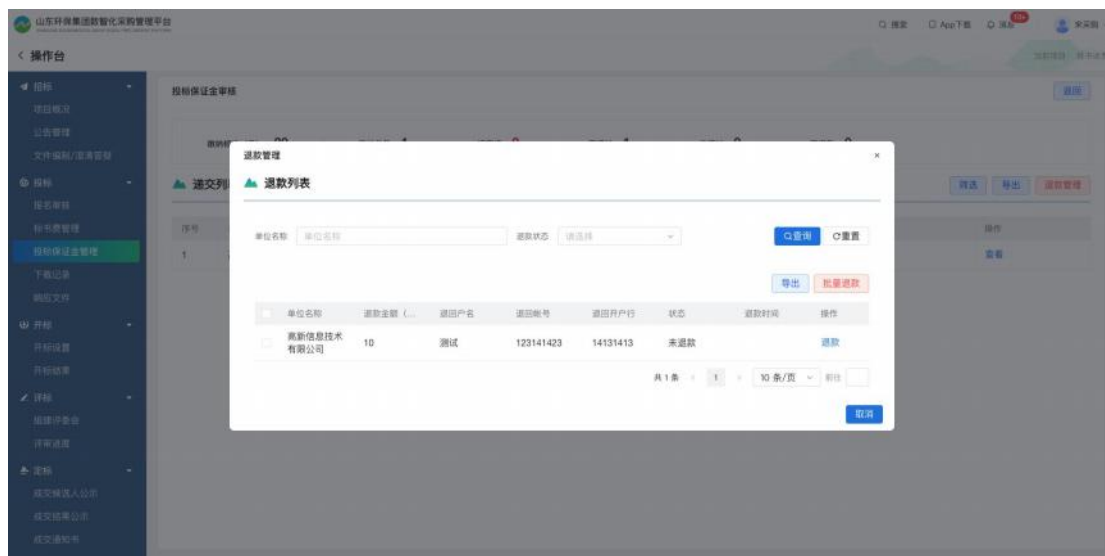 山东环保集团数智化采购管理平台
搜索 App下载 消息 10+
操作台
招标
项目概况
公告管理
文件编制/澄清答疑
投标
报名审核
标书费管理
投标保证金管理
下载记录
响应文件
开标
开标设置
开标结果
评标
组建评委会
评审进度
定标
成交候选人公示
成交结果公示
成交通知书
投标保证金审核
返回
递交列
筛选 导出 退款管理
序号 操作
1 查看
退款管理 ×
退款列表
单位名称 单位名称 退款状态 请选择 查询 重置
导出 批量退款
单位名称 退款金额（... 退回户名 退回帐号 退回开户行 状态 退款时间 操作
高新信息技术有限公司 10 测试 123141423 14131413 未退款 退款
共 1 条 1 10 条/页 前往
取消